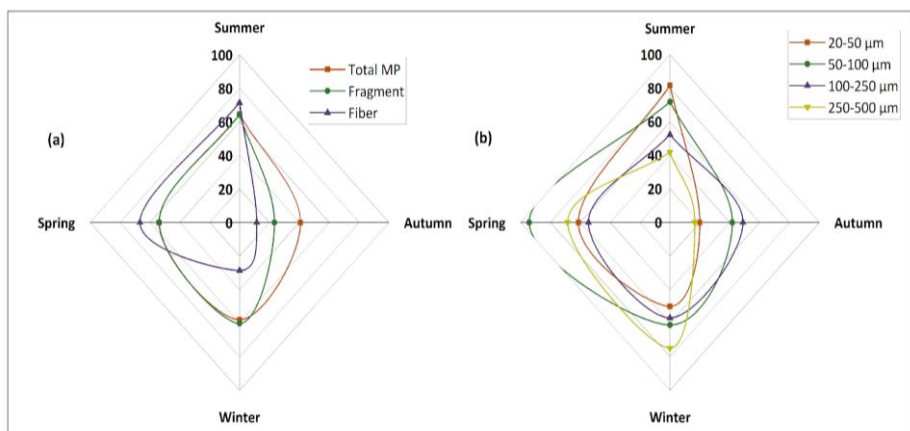 Summer
100
80
60
40
20
0
(a)
Total MP
Fragment
Fiber
Spring
Autumn
Winter
Summer
100
80
60
40
20
0
(b)
20-50 μm
50-100 μm
100-250 μm
250-500 μm
Spring
Autumn
Winter